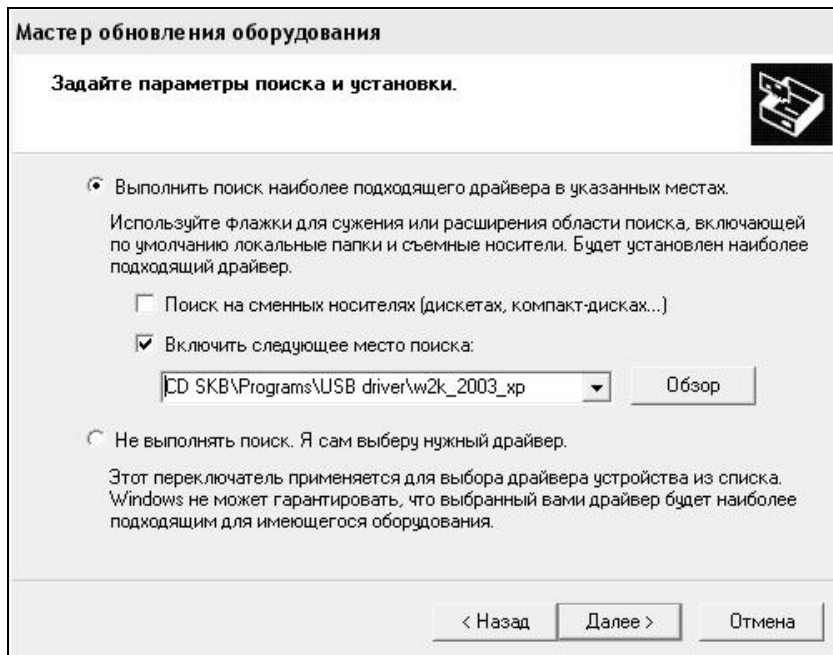 Мастер обновления оборудования
Задайте параметры поиска и установки.
Выполнить поиск наиболее подходящего драйвера в указанных местах.
Используйте флажки для сужения или расширения области поиска, включающей
по умолчанию локальные папки и съемные носители. Будет установлен наиболее
подходящий драйвер.
Поиск на сменных носителях (дискетах, компакт-дисках...)
Включить следующее место поиска:
CD SKB\Programs\USB driver\w2k_2003_xp
Обзор
Не выполнять поиск. Я сам выберу нужный драйвер.
Этот переключатель применяется для выбора драйвера устройства из списка.
Windows не может гарантировать, что выбранный вами драйвер будет наиболее
подходящим для имеющегося оборудования.
< Назад
Далее >
Отмена